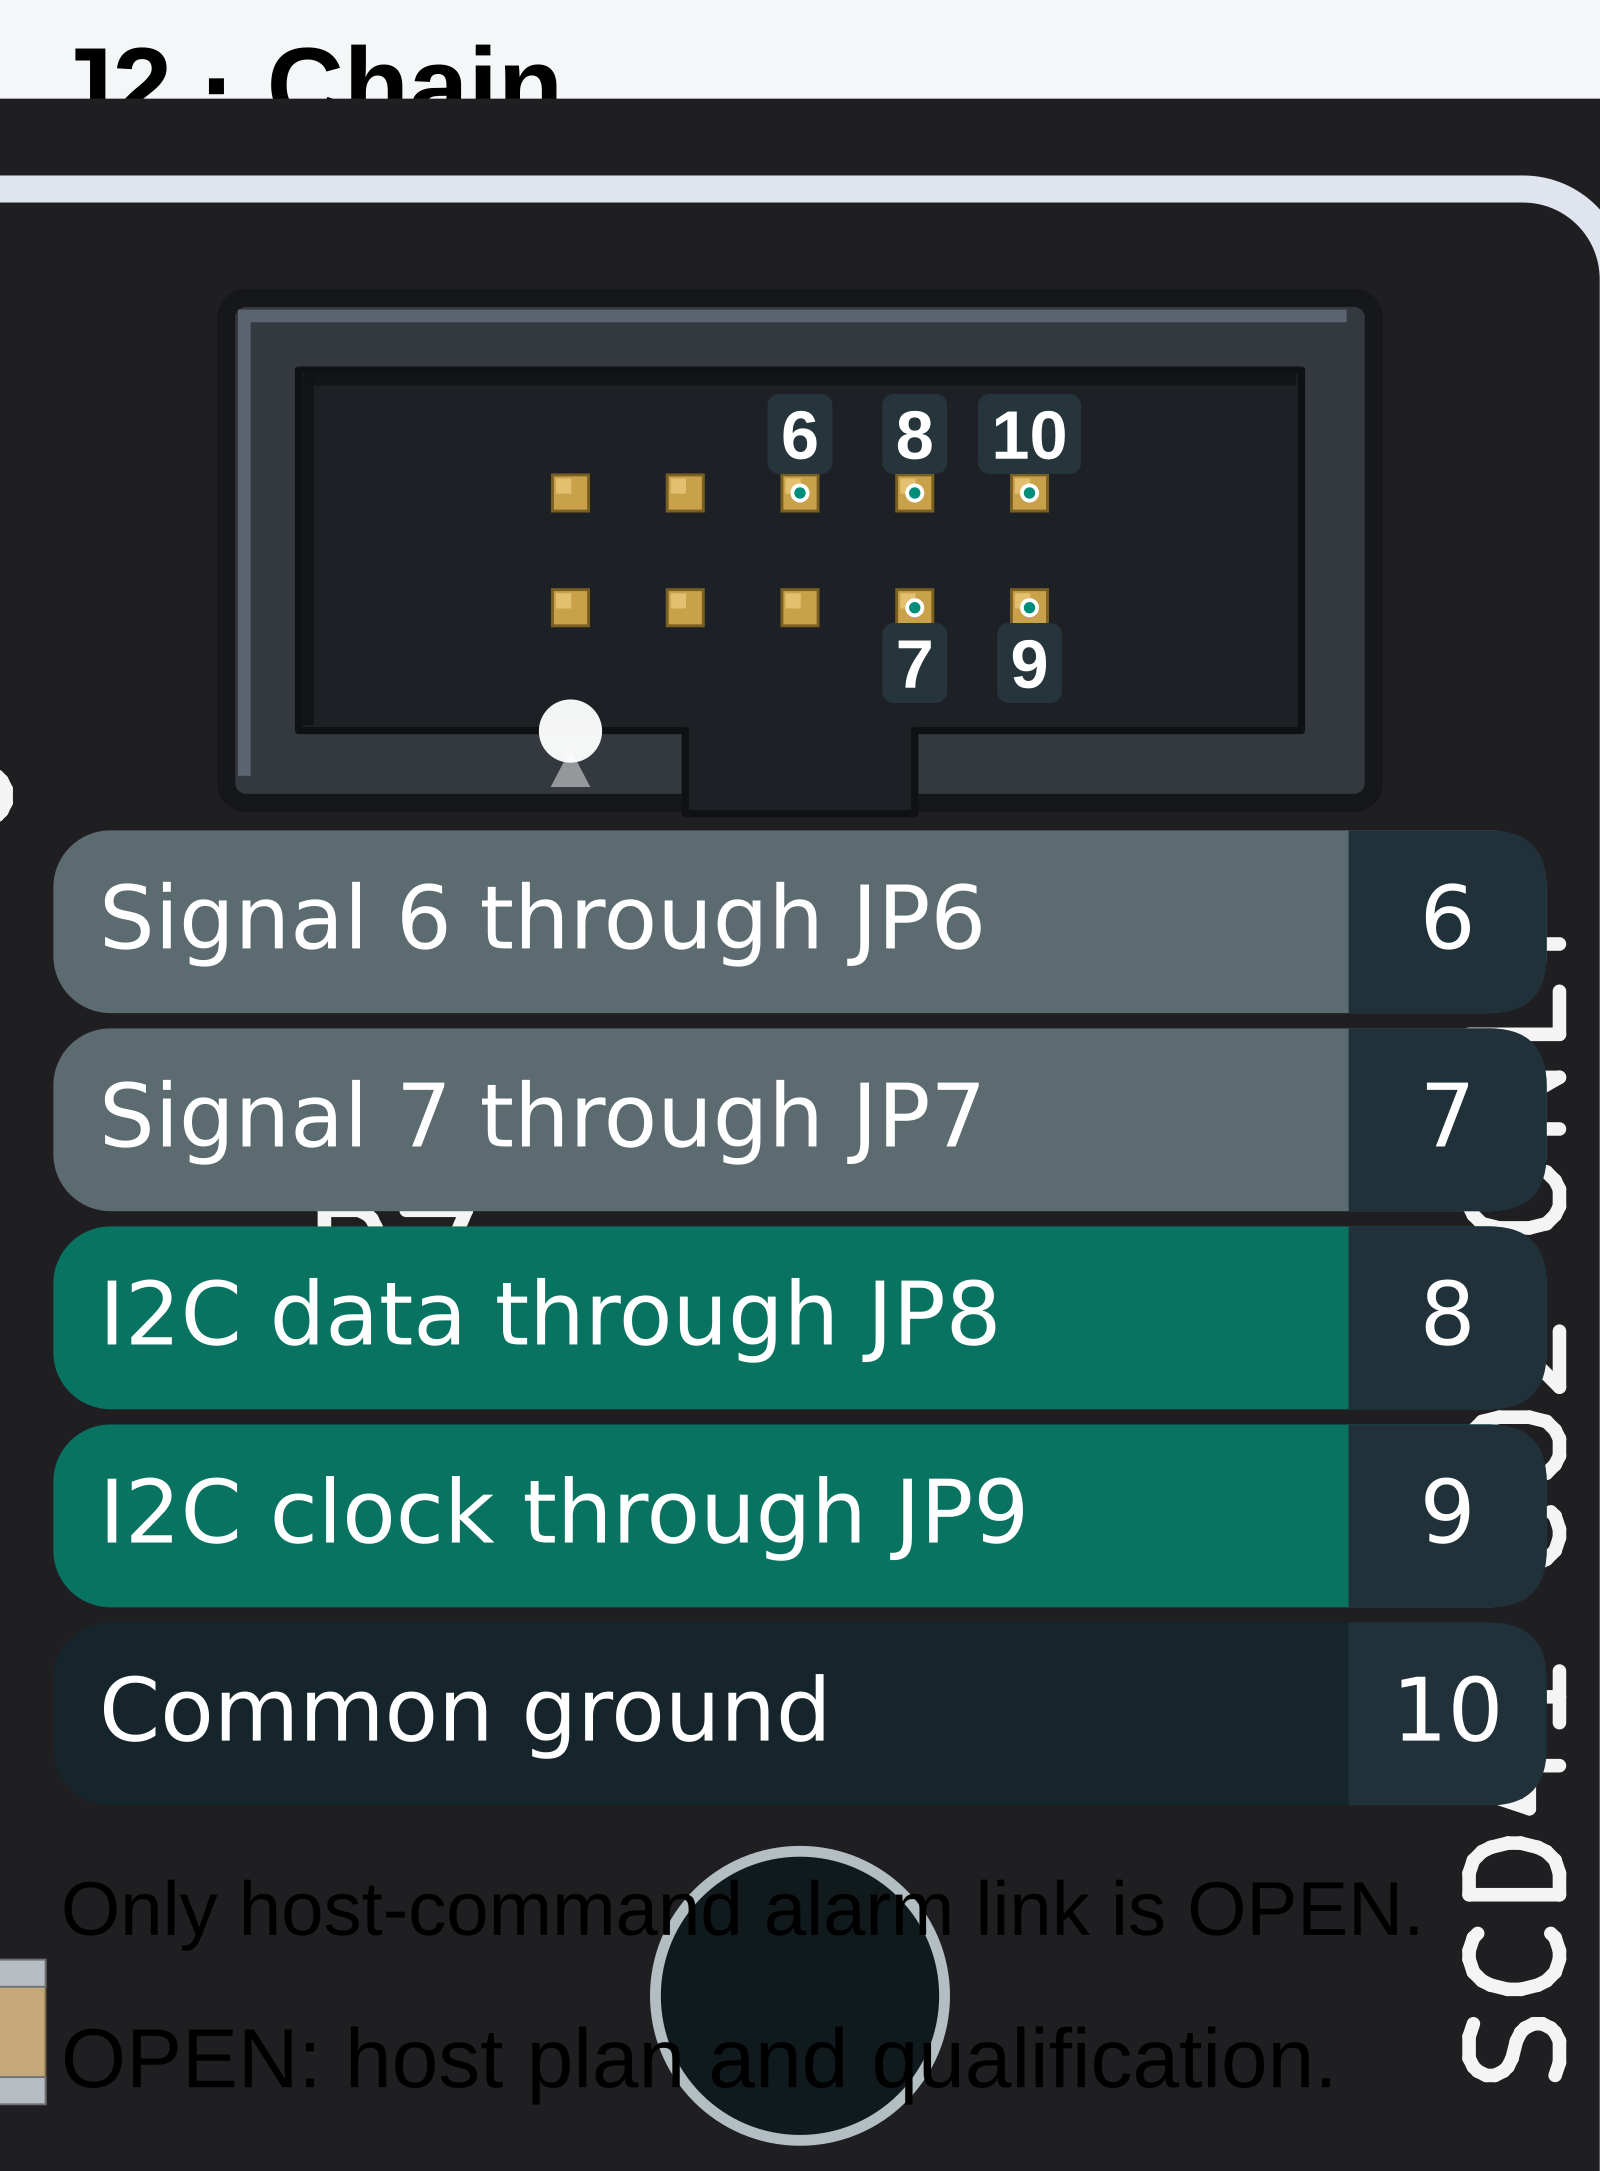 J2 : Chain
6 8 10
7 9
Signal 6 through JP6 6
Signal 7 through JP7 7
I2C data through JP8 8
I2C clock through JP9 9
Common ground 10
Only host-command alarm link is OPEN.
OPEN: host plan and qualification.